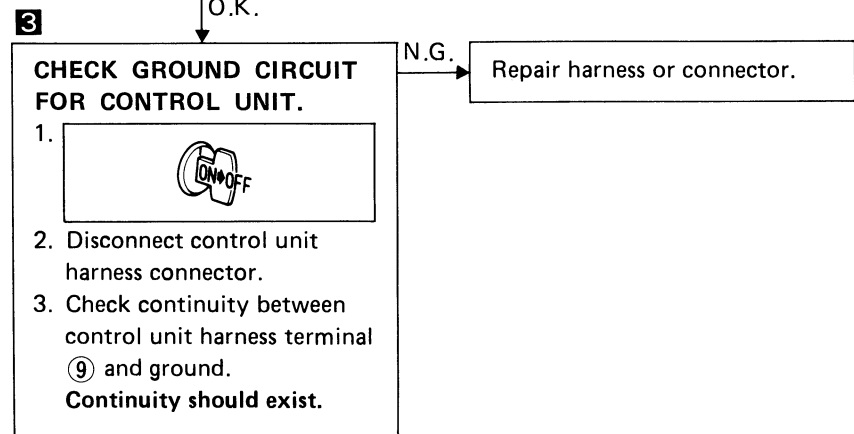 O.K.
3
N.G.
CHECK GROUND CIRCUIT
FOR CONTROL UNIT.
1.
ON➧OFF
2. Disconnect control unit
harness connector.
3. Check continuity between
control unit harness terminal
⑨ and ground.
Continuity should exist.
Repair harness or connector.